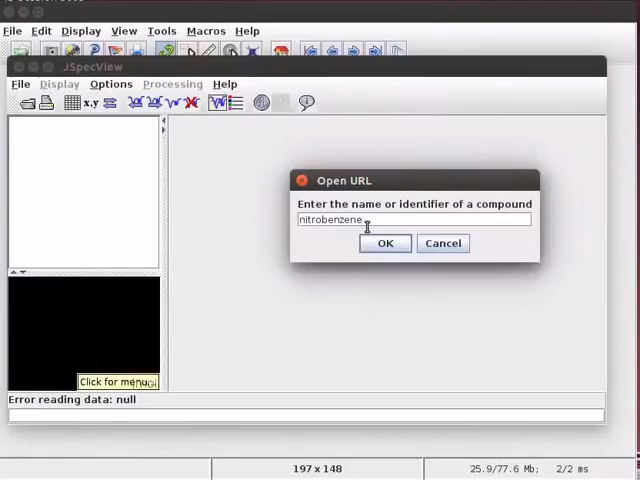 File Edit Display View Tools Macros Help
JSpecView
File Display Options Processing Help
x,y
Open URL
Enter the name or identifier of a compound
nitrobenzene
OK Cancel
Click for menu
Error reading data: null
197 x 148 25.9/77.6 Mb; 2/2 ms